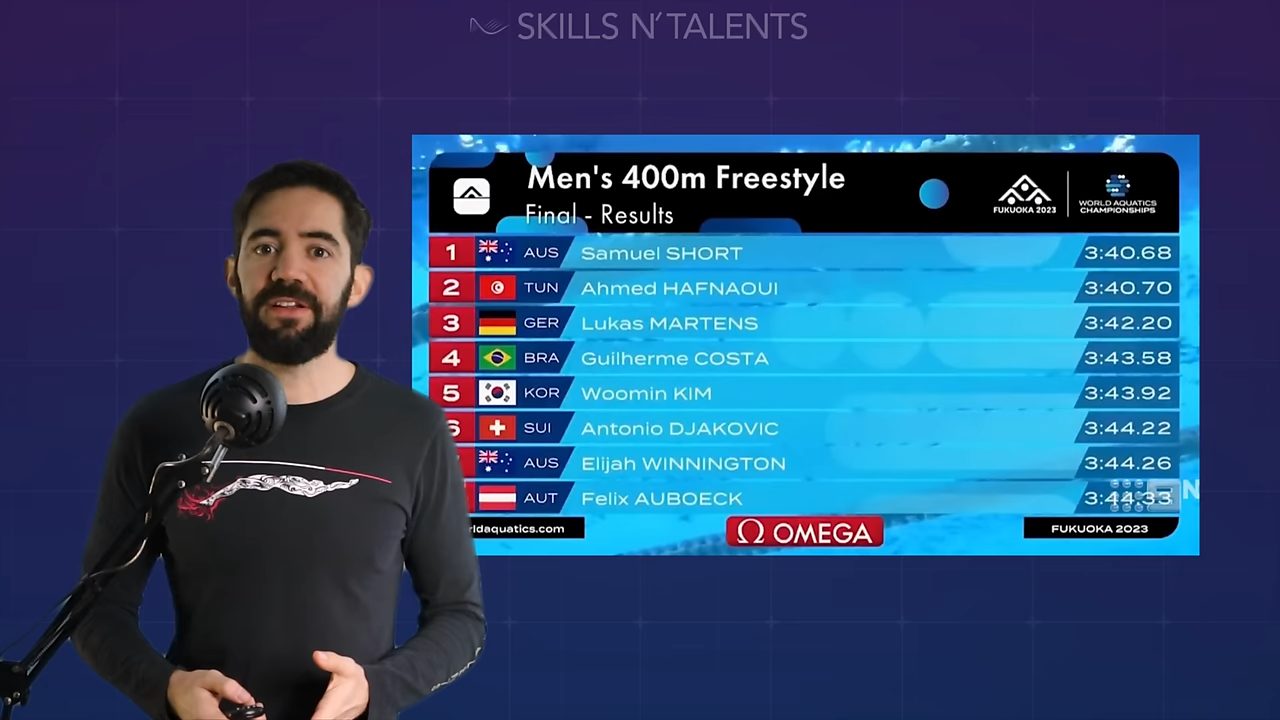 SKILLS N' TALENTS
Men's 400m Freestyle
Final - Results
FUKUOKA 2023
WORLD AQUATICS
CHAMPIONSHIPS
1 AUS Samuel SHORT 3:40.68
2 TUN Ahmed HAFNAOUI 3:40.70
3 GER Lukas MARTENS 3:42.20
4 BRA Guilherme COSTA 3:43.58
5 KOR Woomin KIM 3:43.92
6 SUI Antonio DJAKOVIC 3:44.22
AUS Elijah WINNINGTON 3:44.26
AUT Felix AUBOECK 3:44.33
ldaquatics.com
Ω OMEGA
FUKUOKA 2023